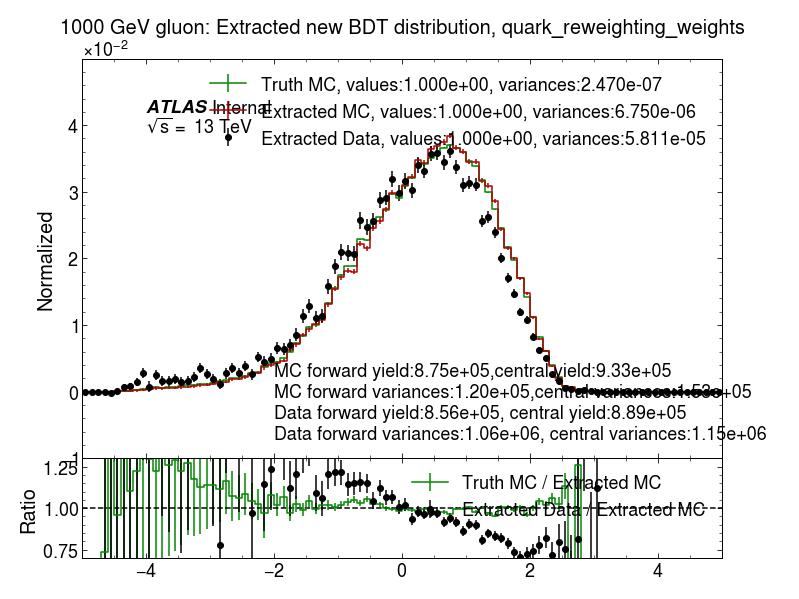 1000 GeV gluon: Extracted new BDT distribution, quark_reweighting_weights
×10⁻²
Truth MC, values:1.000e+00, variances:2.470e-07
ATLAS Internal
Extracted MC, values:1.000e+00, variances:6.750e-06
√s = 13 TeV
Extracted Data, values:1.000e+00, variances:5.811e-05
Normalized
4
3
2
1
0
MC forward yield:8.75e+05,central yield:9.33e+05
MC forward variances:1.20e+05,central variances:1.53e+05
Data forward yield:8.56e+05, central yield:8.89e+05
Data forward variances:1.06e+06, central variances:1.15e+06
1
1.25
1.00
0.75
Ratio
Truth MC / Extracted MC
Extracted Data / Extracted MC
−4 −2 0 2 4